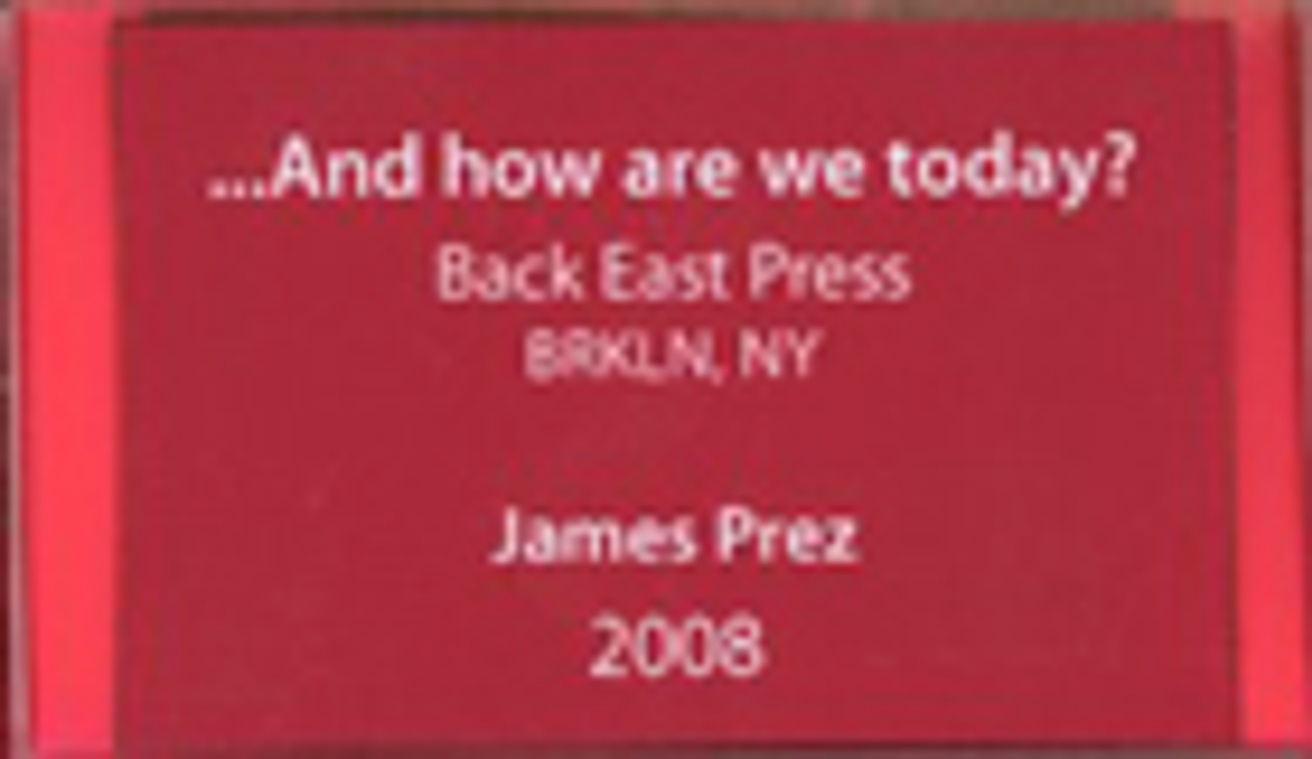 ...And how are we today?
Back East Press
BRKLN, NY
James Prez
2008